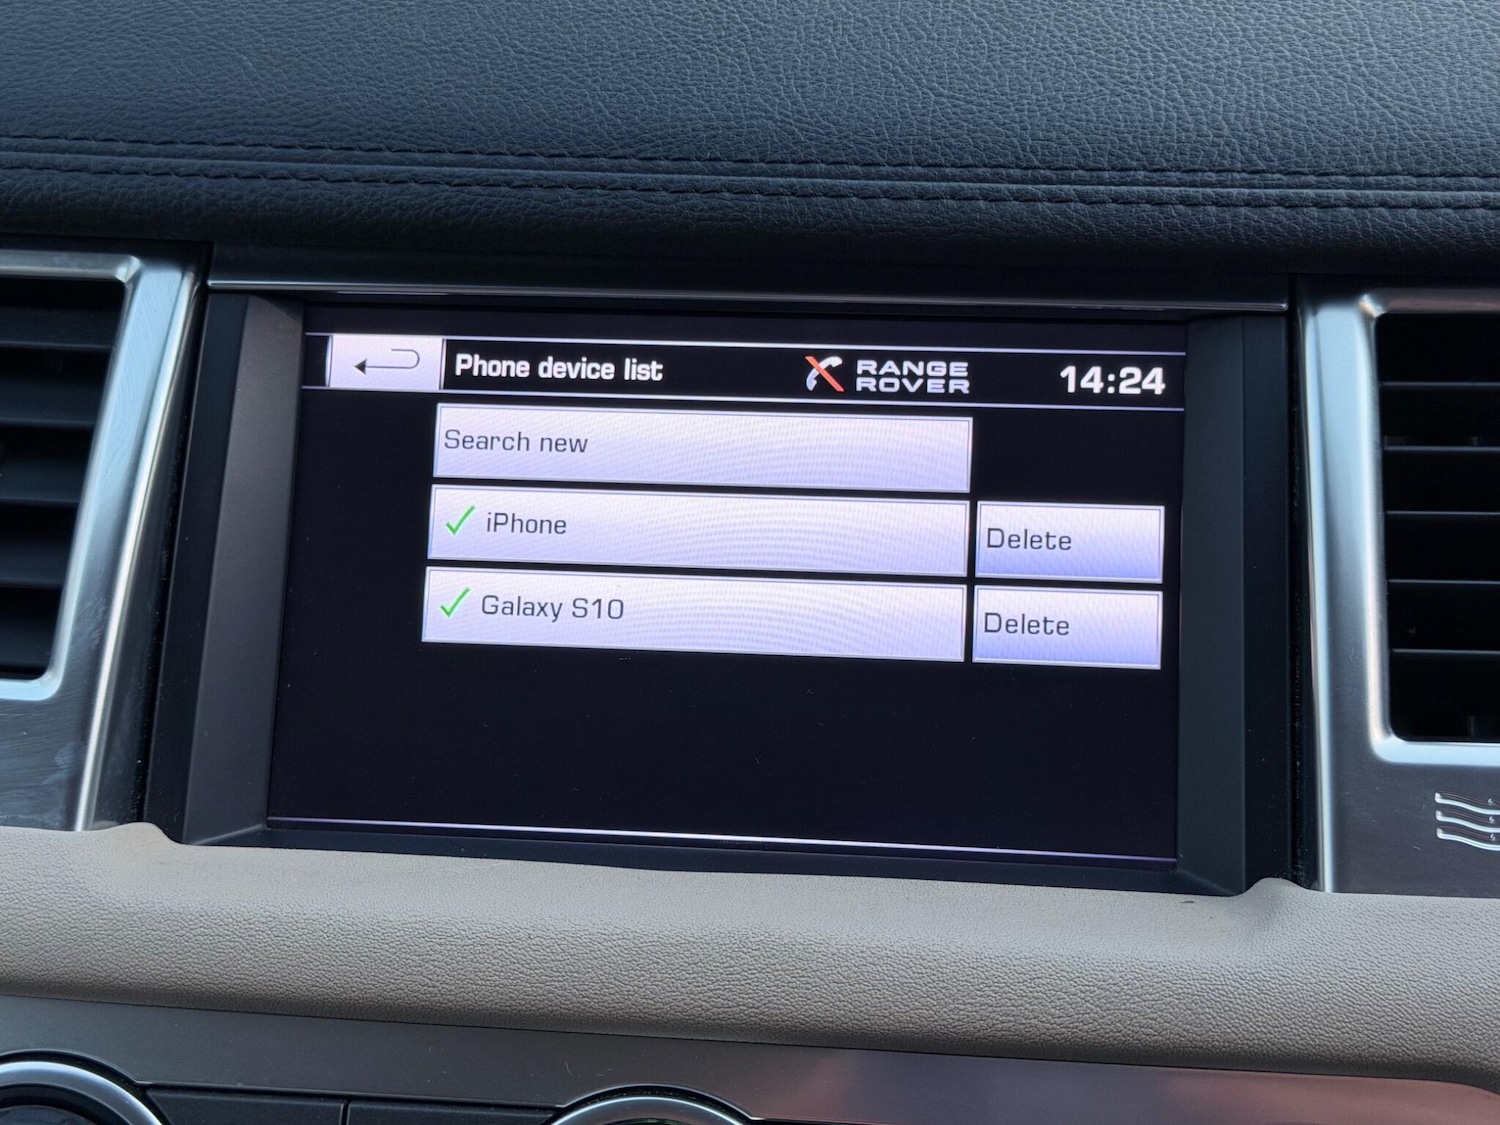 Phone device list
RANGE
ROVER
14:24
Search new
iPhone
Delete
Galaxy S10
Delete